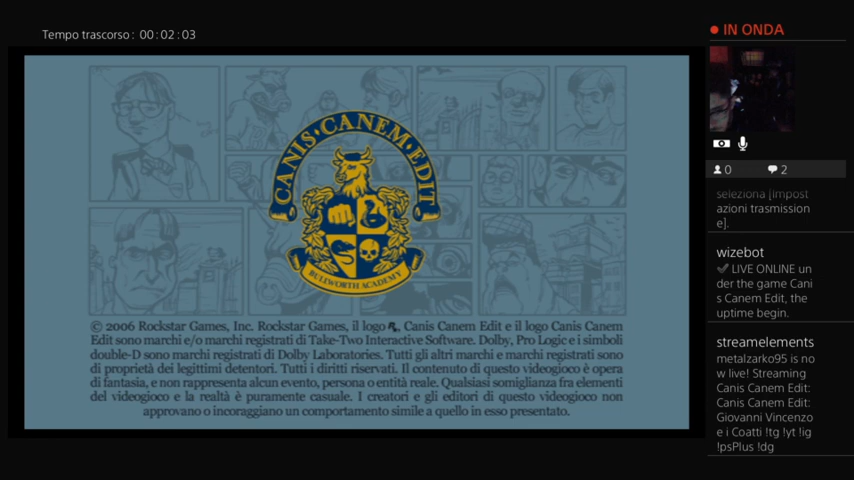 Tempo trascorso: 00:02:03
IN ONDA
CANIS·CANEM·EDIT
BULLWORTH ACADEMY
© 2006 Rockstar Games, Inc. Rockstar Games, il logo R, Canis Canem
Edit e il logo Canis Canem
Edit sono marchi e/o marchi registrati di Take-Two Interactive Software. Dolby, Pro Logic e i simboli
double-D sono marchi registrati di Dolby Laboratories. Tutti gli altri marchi e marchi registrati sono
di proprietà dei legittimi detentori. Tutti i diritti riservati. Il contenuto di questo videogioco è opera
di fantasia, e non rappresenta alcun evento, persona o entità reale. Qualsiasi somiglianza fra elementi
del videogioco e la realtà è puramente casuale. I creatori e gli editori di questo videogioco non
approvano o incoraggiano un comportamento simile a quello in esso presentato.
0 2
seleziona [Impost
azioni trasmission
e].
wizebot
✓ LIVE ONLINE un
der the game Cani
s Canem Edit, the
uptime begin.
streamelements
metalzarko95 is no
w live! Streaming
Canis Canem Edit:
Canis Canem Edit:
Giovanni Vincenzo
e i Coatti !tg !yt !ig
!psPlus !dg